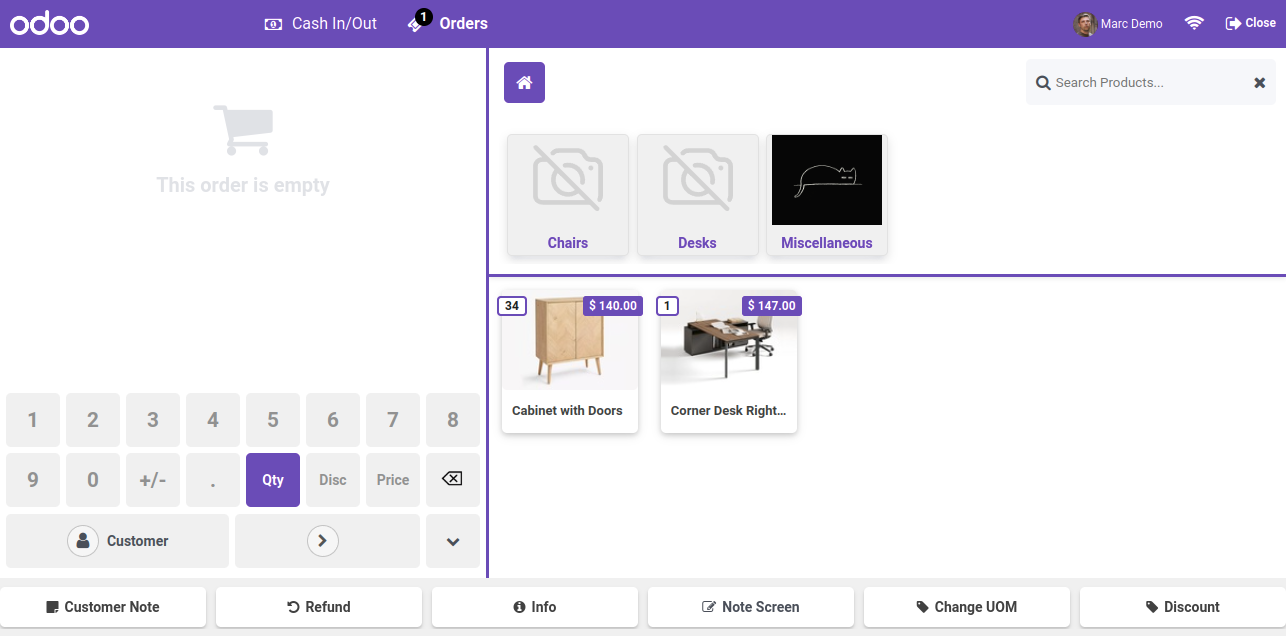 odoo
Cash In/Out
1
Orders
Marc Demo
Close
This order is empty
Search Products...
Chairs
Desks
Miscellaneous
34
$ 140.00
Cabinet with Doors
1
$ 147.00
Corner Desk Right...
1 2 3 4 5 6 7 8
9 0 +/- . Qty Disc Price
Customer
Customer Note
Refund
Info
Note Screen
Change UOM
Discount